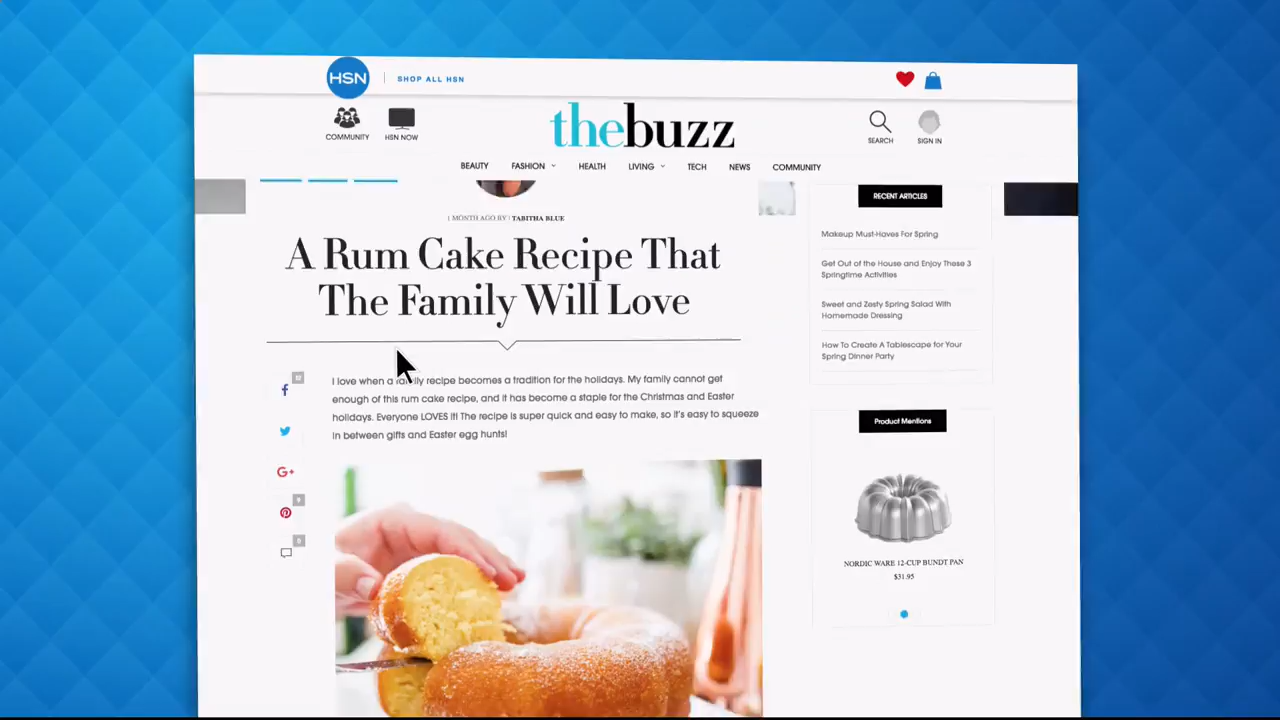 HSN
SHOP ALL HSN
COMMUNITY
HSN NOW
thebuzz
SEARCH
SIGN IN
BEAUTY FASHION HEALTH LIVING TECH NEWS COMMUNITY
1 MONTH AGO BY | TABITHA BLUE
A Rum Cake Recipe That
The Family Will Love
I love when a family recipe becomes a tradition for the holidays. My family cannot get
enough of this rum cake recipe, and it has become a staple for the Christmas and Easter
holidays. Everyone LOVES it! The recipe is super quick and easy to make, so it's easy to squeeze
in between gifts and Easter egg hunts!
RECENT ARTICLES
Makeup Must-Haves For Spring
Get Out of the House and Enjoy These 3
Springtime Activities
Sweet and Zesty Spring Salad With
Homemade Dressing
How To Create A Tablescape for Your
Spring Dinner Party
Product Mentions
NORDIC WARE 12-CUP BUNDT PAN
$31.95